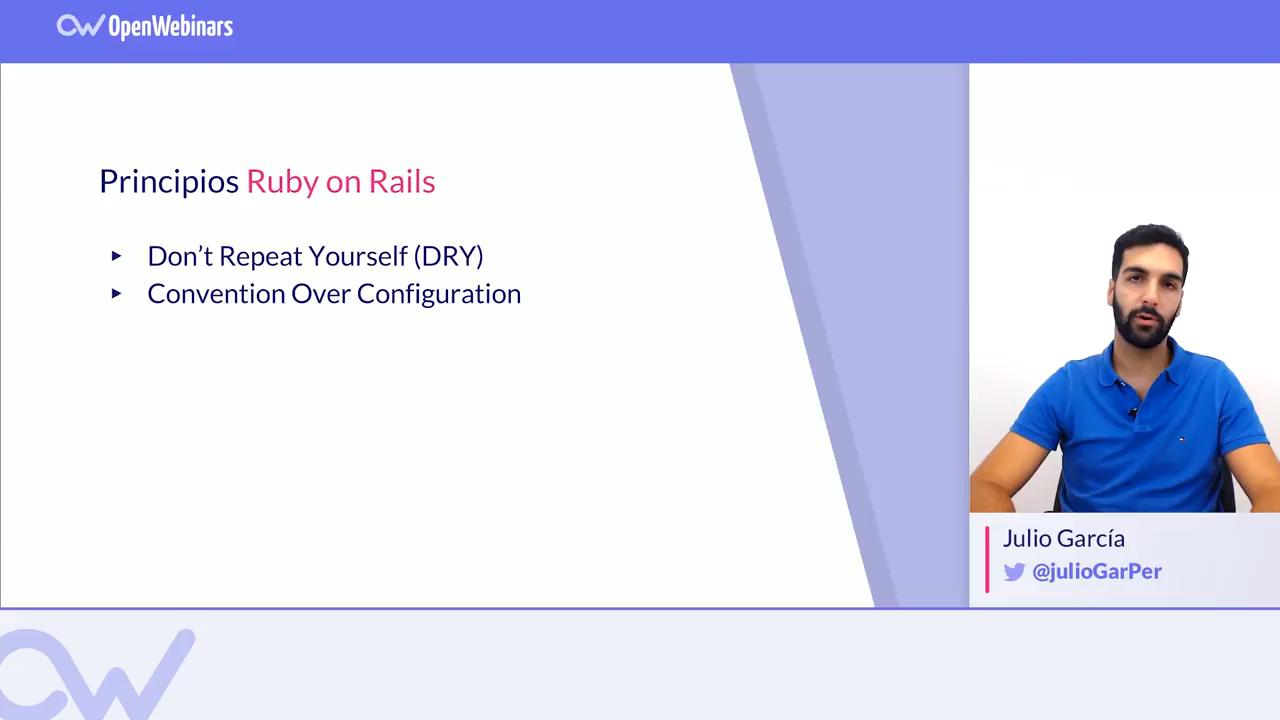 OpenWebinars
Principios Ruby on Rails
Don't Repeat Yourself (DRY)
Convention Over Configuration
Julio García
@julioGarPer